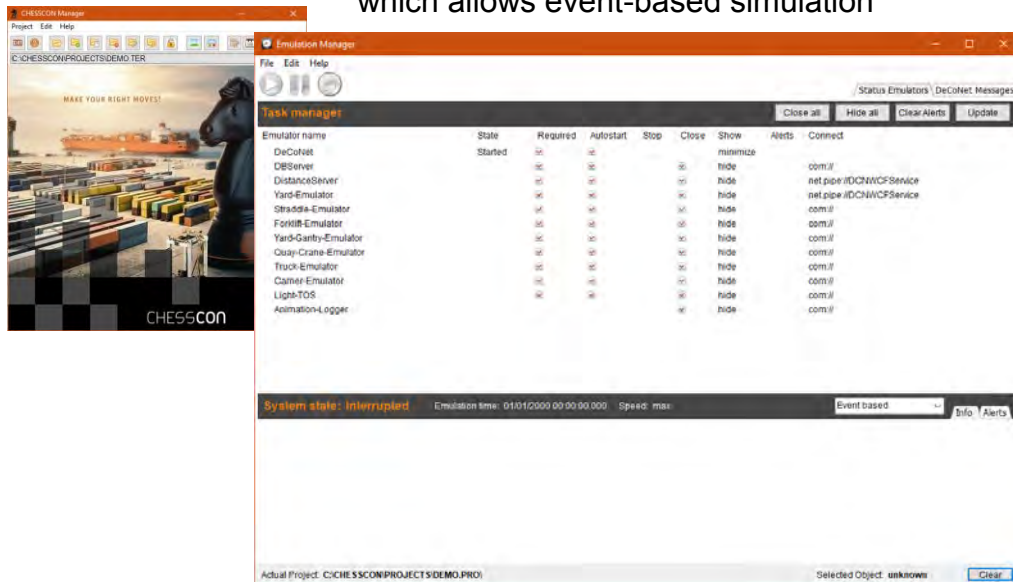 which allows event-based simulation
CHESSCON Manager
Project Edit Help
C:\CHESSCON\PROJECTS\DEMO.TER
MAKE YOUR RIGHT MOVES!
CHESSCON
Emulation Manager
File Edit Help
Status Emulators DeCoNet Messages
Task manager Close all Hide all Clear Alerts Update
Emulator name State Required Autostart Stop Close Show Alerts Connect
DeCoNet Started minimize
DBServer hide com://
DistanceServer hide net.pipe://DCNWCFService
Yard-Emulator hide net.pipe://DCNWCFService
Straddle-Emulator hide com://
Forklift-Emulator hide com://
Yard-Gantry-Emulator hide com://
Quay-Crane-Emulator hide com://
Truck-Emulator hide com://
Carrier-Emulator hide com://
Light-TOS hide com://
Animation-Logger hide com://
System state: Interrupted Emulation time: 01/01/2000 00:00:00.000 Speed: max Event based Info Alerts
Actual Project: C:\CHESSCON\PROJECTS\DEMO.PRO\ Selected Object: unknown Clear